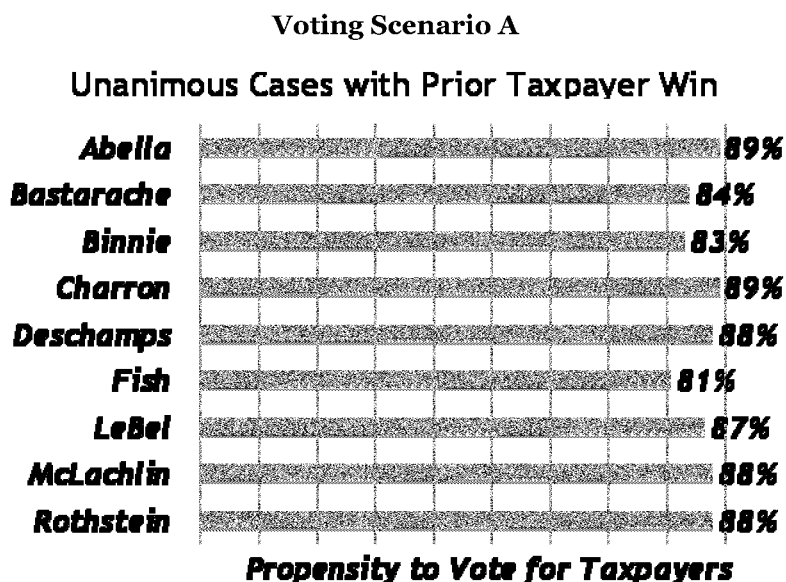 Voting Scenario A
Unanimous Cases with Prior Taxpayer Win
Abella 89%
Bastarache 84%
Binnie 83%
Charron 89%
Deschamps 88%
Fish 81%
LeBel 87%
McLachlin 88%
Rothstein 88%
Propensity to Vote for Taxpayers